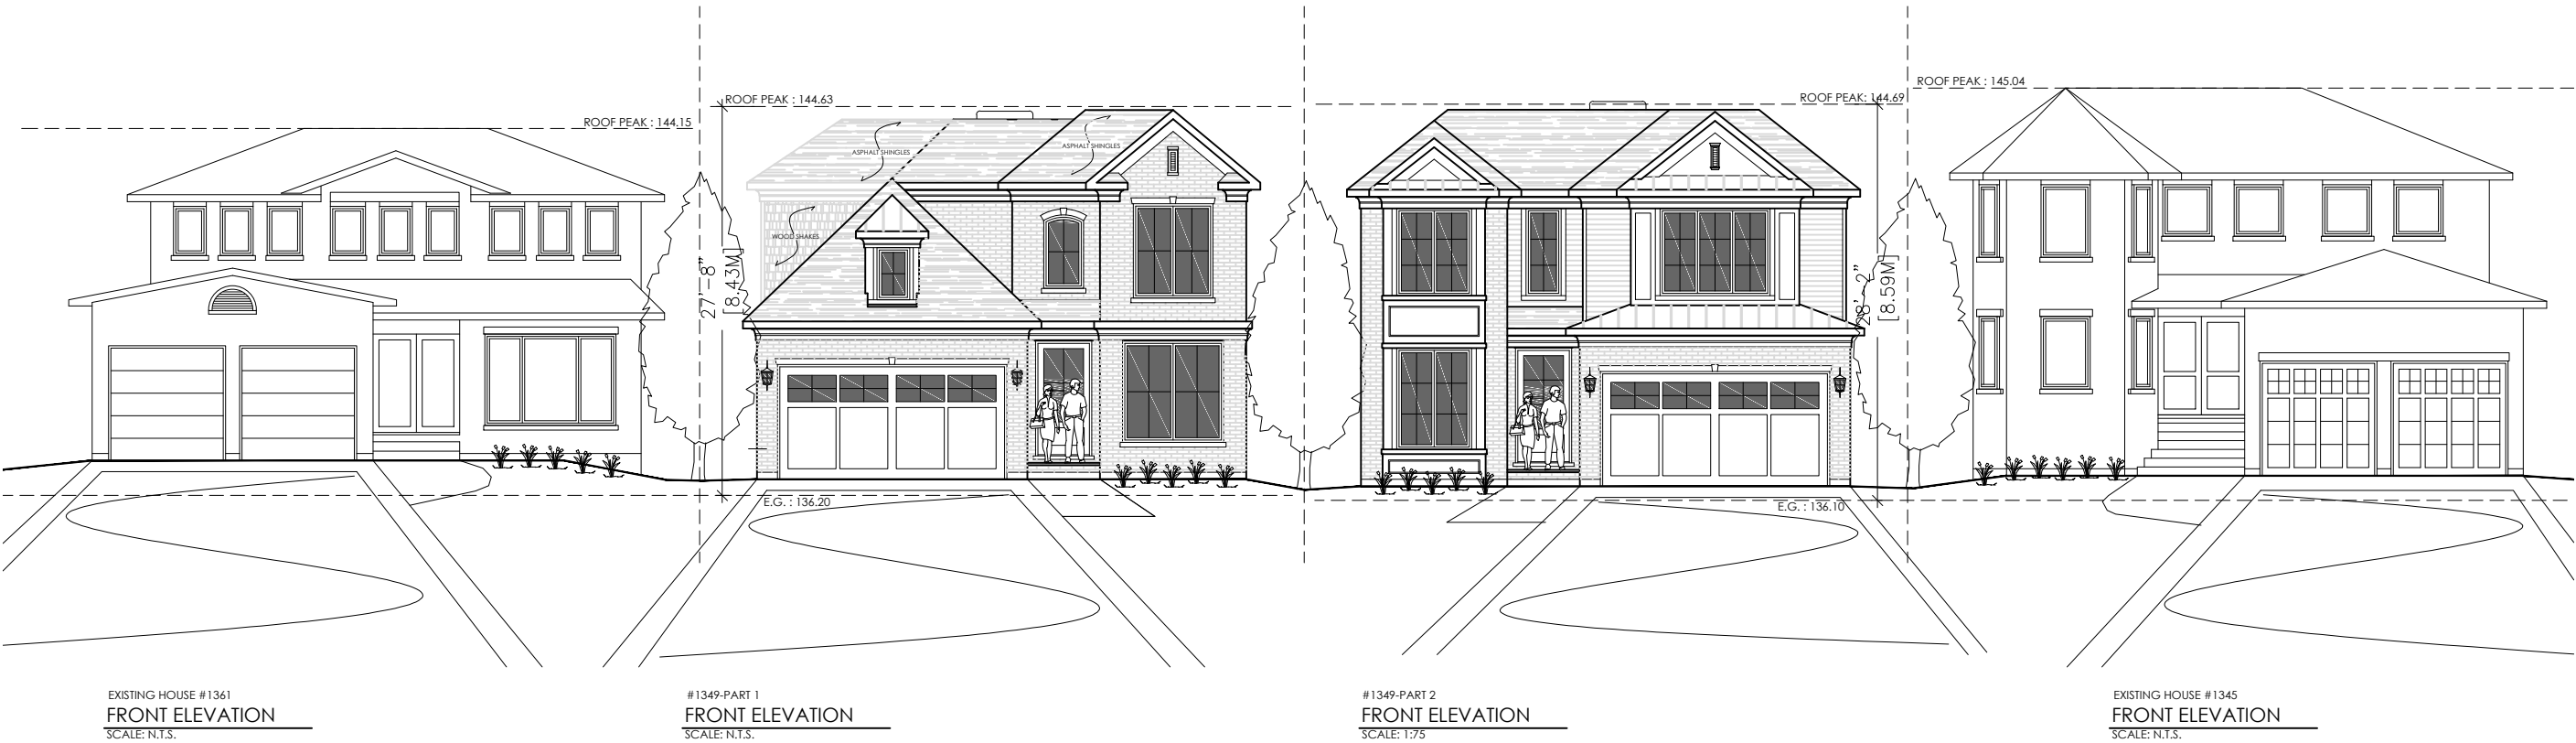 ROOF PEAK : 144.15
ROOF PEAK : 144.63
ROOF PEAK: 144.69
ROOF PEAK : 145.04
ASPHALT SHINGLES
ASPHALT SHINGLES
WOOD SHAKES
27'-8"
[8.43M]
28'-2"
[8.59M]
E.G. : 136.20
E.G. : 136.10
EXISTING HOUSE #1361
FRONT ELEVATION
SCALE: N.T.S.
#1349-PART 1
FRONT ELEVATION
SCALE: N.T.S.
#1349-PART 2
FRONT ELEVATION
SCALE: 1:75
EXISTING HOUSE #1345
FRONT ELEVATION
SCALE: N.T.S.